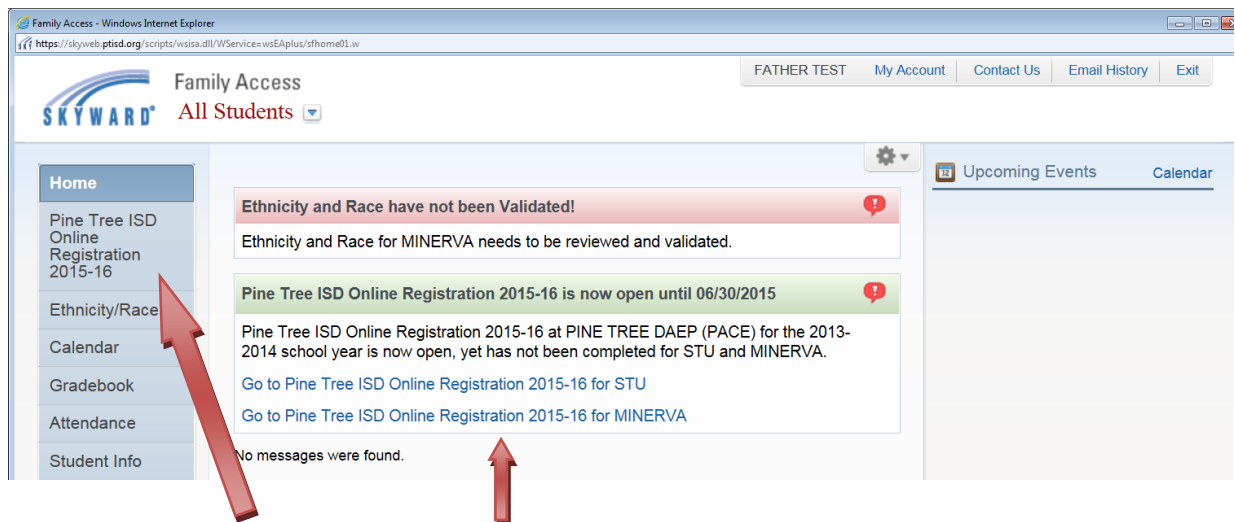 Family Access - Windows Internet Explorer
https://skyweb.ptisd.org/scripts/wsisa.dll/WService=wsEAplus/sfhome01.w
SKYWARD®
Family Access
All Students
FATHER TEST My Account Contact Us Email History Exit
Home
Pine Tree ISD
Online
Registration
2015-16
Ethnicity/Race
Calendar
Gradebook
Attendance
Student Info
Ethnicity and Race have not been Validated!
Ethnicity and Race for MINERVA needs to be reviewed and validated.
Pine Tree ISD Online Registration 2015-16 is now open until 06/30/2015
Pine Tree ISD Online Registration 2015-16 at PINE TREE DAEP (PACE) for the 2013-
2014 school year is now open, yet has not been completed for STU and MINERVA.
Go to Pine Tree ISD Online Registration 2015-16 for STU
Go to Pine Tree ISD Online Registration 2015-16 for MINERVA
No messages were found.
12 Upcoming Events Calendar